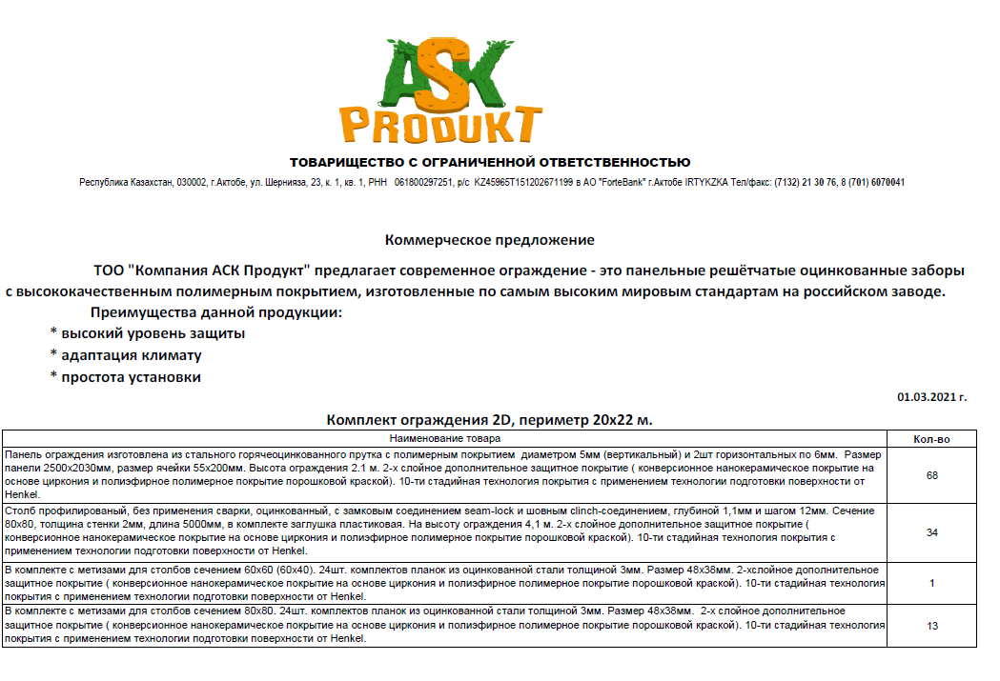 ASK
PRODUKT
ТОВАРИЩЕСТВО С ОГРАНИЧЕННОЙ ОТВЕТСТВЕННОСТЬЮ
Республика Казахстан, 030002, г.Актобе, ул. Шернияза, 23, к. 1, кв. 1, РНН 061800297251, р/с KZ45965T151202671199 в АО "ForteBank" г.Актобе IRTYKZKA Тел/факс: (7132) 21 30 76, 8 (701) 6070041
Коммерческое предложение
ТОО "Компания АСК Продукт" предлагает современное ограждение - это панельные решётчатые оцинкованные заборы
с высококачественным полимерным покрытием, изготовленные по самым высоким мировым стандартам на российском заводе.
Преимущества данной продукции:
* высокий уровень защиты
* адаптация климату
* простота установки
01.03.2021 г.
Комплект ограждения 2D, периметр 20х22 м.
Наименование товара Кол-во
Панель ограждения изготовлена из стального горячеоцинкованного прутка с полимерным покрытием диаметром 5мм (вертикальный) и 2шт горизонтальных по 6мм. Размер
панели 2500х2030мм, размер ячейки 55х200мм. Высота ограждения 2.1 м. 2-х слойное дополнительное защитное покрытие ( конверсионное нанокерамическое покрытие на
основе циркония и полиэфирное полимерное покрытие порошковой краской). 10-ти стадийная технология покрытия с применением технологии подготовки поверхности от
Henkel.
68
Столб профилированый, без применения сварки, оцинкованный, с замковым соединением seam-lock и шовным clinch-соединением, глубиной 1,1мм и шагом 12мм. Сечение
80х80, толщина стенки 2мм, длина 5000мм, в комплекте заглушка пластиковая. На высоту ограждения 4,1 м. 2-х слойное дополнительное защитное покрытие (
конверсионное нанокерамическое покрытие на основе циркония и полиэфирное полимерное покрытие порошковой краской). 10-ти стадийная технология покрытия с
применением технологии подготовки поверхности от Henkel.
34
В комплекте с метизами для столбов сечением 60х60 (60х40). 24шт. комплектов планок из оцинкованной стали толщиной 3мм. Размер 48х38мм. 2-хслойное дополнительное
защитное покрытие ( конверсионное нанокерамическое покрытие на основе циркония и полиэфирное полимерное покрытие порошковой краской). 10-ти стадийная технология
покрытия с применением технологии подготовки поверхности от Henkel.
1
В комплекте с метизами для столбов сечением 80х80. 24шт. комплектов планок из оцинкованной стали толщиной 3мм. Размер 48х38мм. 2-х слойное дополнительное
защитное покрытие ( конверсионное нанокерамическое покрытие на основе циркония и полиэфирное полимерное покрытие порошковой краской). 10-ти стадийная технология
покрытия с применением технологии подготовки поверхности от Henkel.
13